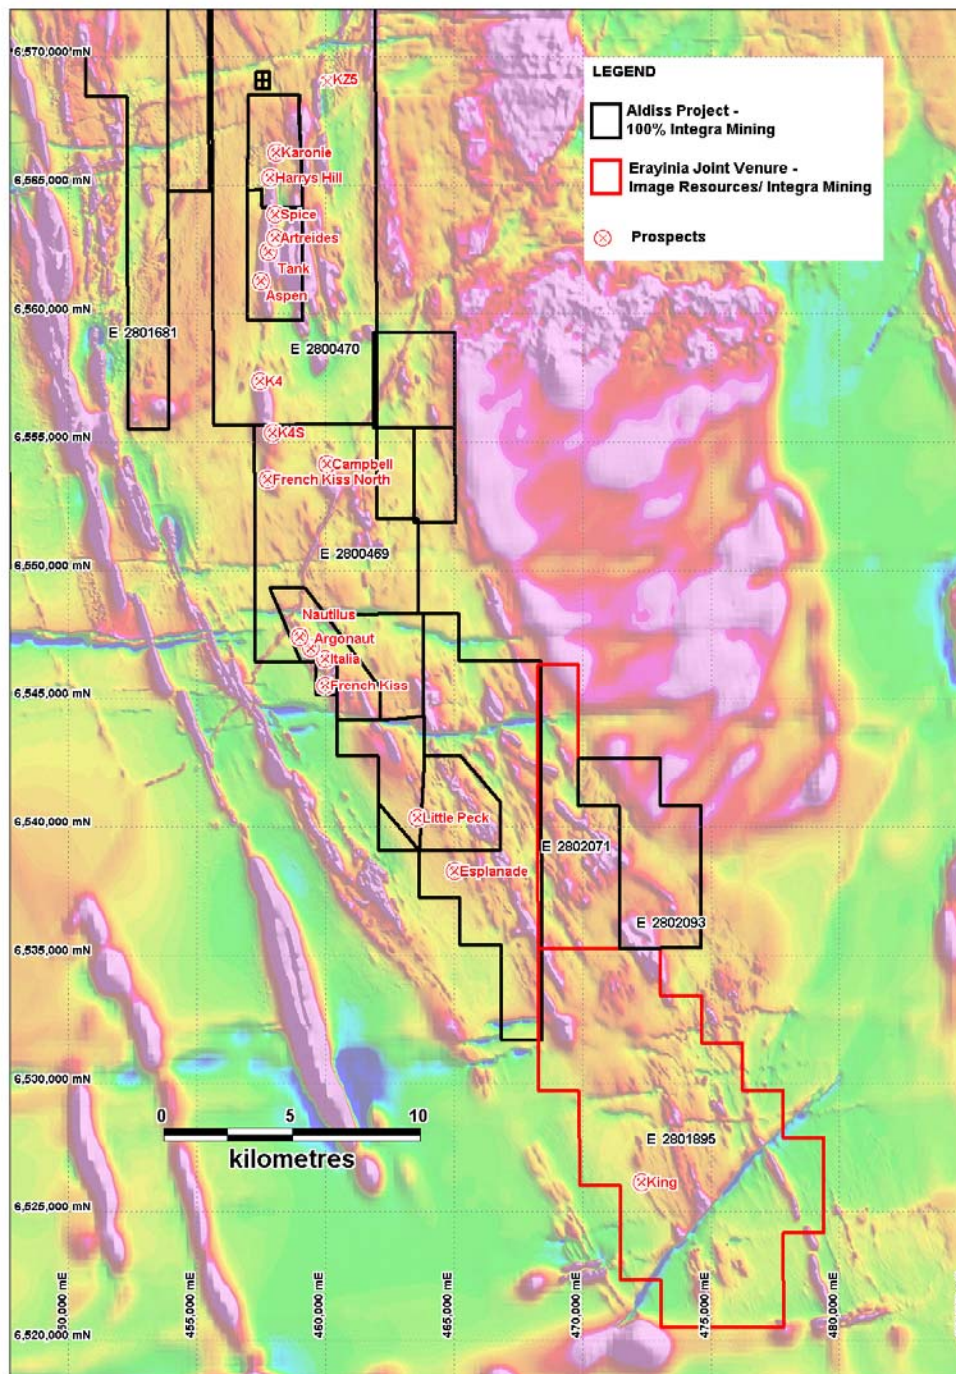 6,570,000 mN
KZ5
LEGEND
Aldiss Project -
100% Integra Mining
Erayinia Joint Venure -
Image Resources/ Integra Mining
Prospects
Karonie
6,565,000 mN
Harrys Hill
Spice
Artreides
Tank
Aspen
6,560,000 mN
E 2801681
E 2800470
K4
6,555,000 mN
K4S
Campbell
French Kiss North
E 2800469
6,550,000 mN
Nautilus
Argonaut
Italia
French Kiss
6,545,000 mN
Little Peck
6,540,000 mN
E 2802071
Esplanade
E 2802093
6,535,000 mN
6,530,000 mN
0 5 10
kilometres
E 2801895
King
6,525,000 mN
6,520,000 mN
50,000 mE
455,000 mE
460,000 mE
465,000 mE
470,000 mE
475,000 mE
480,000 mE